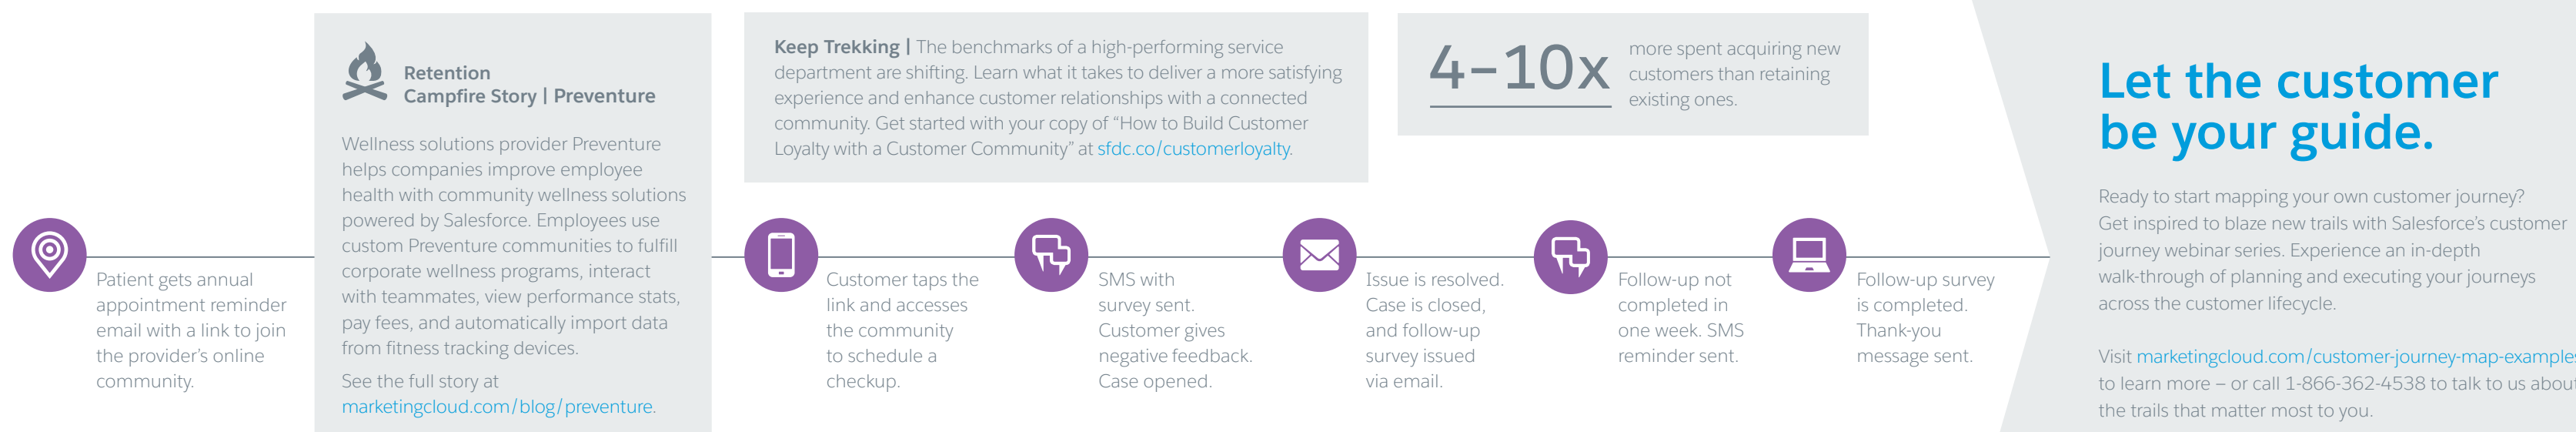 Retention
Campfire Story | Preventure
Wellness solutions provider Preventure
helps companies improve employee
health with community wellness solutions
powered by Salesforce. Employees use
custom Preventure communities to fulfill
corporate wellness programs, interact
with teammates, view performance stats,
pay fees, and automatically import data
from fitness tracking devices.
See the full story at
marketingcloud.com/blog/preventure.
Keep Trekking | The benchmarks of a high-performing service
department are shifting. Learn what it takes to deliver a more satisfying
experience and enhance customer relationships with a connected
community. Get started with your copy of “How to Build Customer
Loyalty with a Customer Community” at sfdc.co/customerloyalty.
4–10x
more spent acquiring new
customers than retaining
existing ones.
Patient gets annual
appointment reminder
email with a link to join
the provider’s online
community.
Customer taps the
link and accesses
the community
to schedule a
checkup.
SMS with
survey sent.
Customer gives
negative feedback.
Case opened.
Issue is resolved.
Case is closed,
and follow-up
survey issued
via email.
Follow-up not
completed in
one week. SMS
reminder sent.
Follow-up survey
is completed.
Thank-you
message sent.
Let the customer
be your guide.
Ready to start mapping your own customer journey?
Get inspired to blaze new trails with Salesforce’s customer
journey webinar series. Experience an in-depth
walk-through of planning and executing your journeys
across the customer lifecycle.
Visit marketingcloud.com/customer-journey-map-examples
to learn more – or call 1-866-362-4538 to talk to us about
the trails that matter most to you.